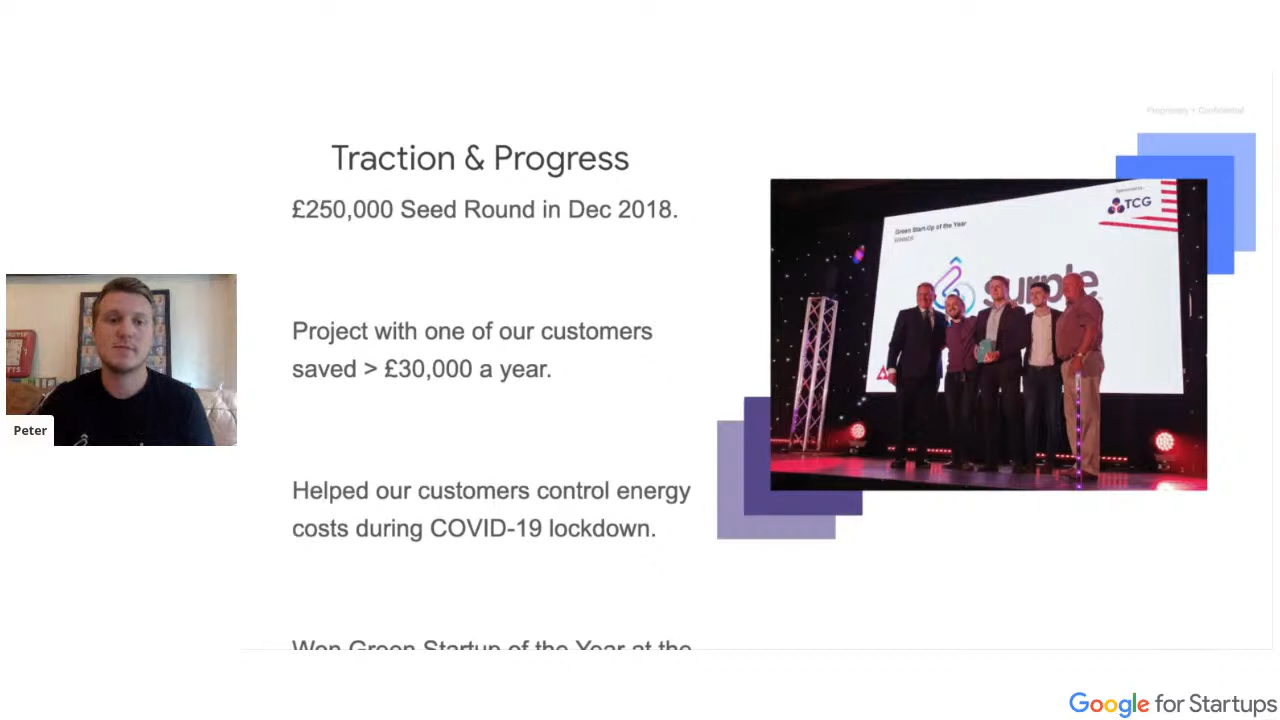 Proprietary + Confidential
Traction & Progress
£250,000 Seed Round in Dec 2018.
Project with one of our customers
saved > £30,000 a year.
Helped our customers control energy
costs during COVID-19 lockdown.
Won Green Startup of the Year at the
TCG
Green Start-Up of the Year
WINNER
surple
Peter
Google for Startups